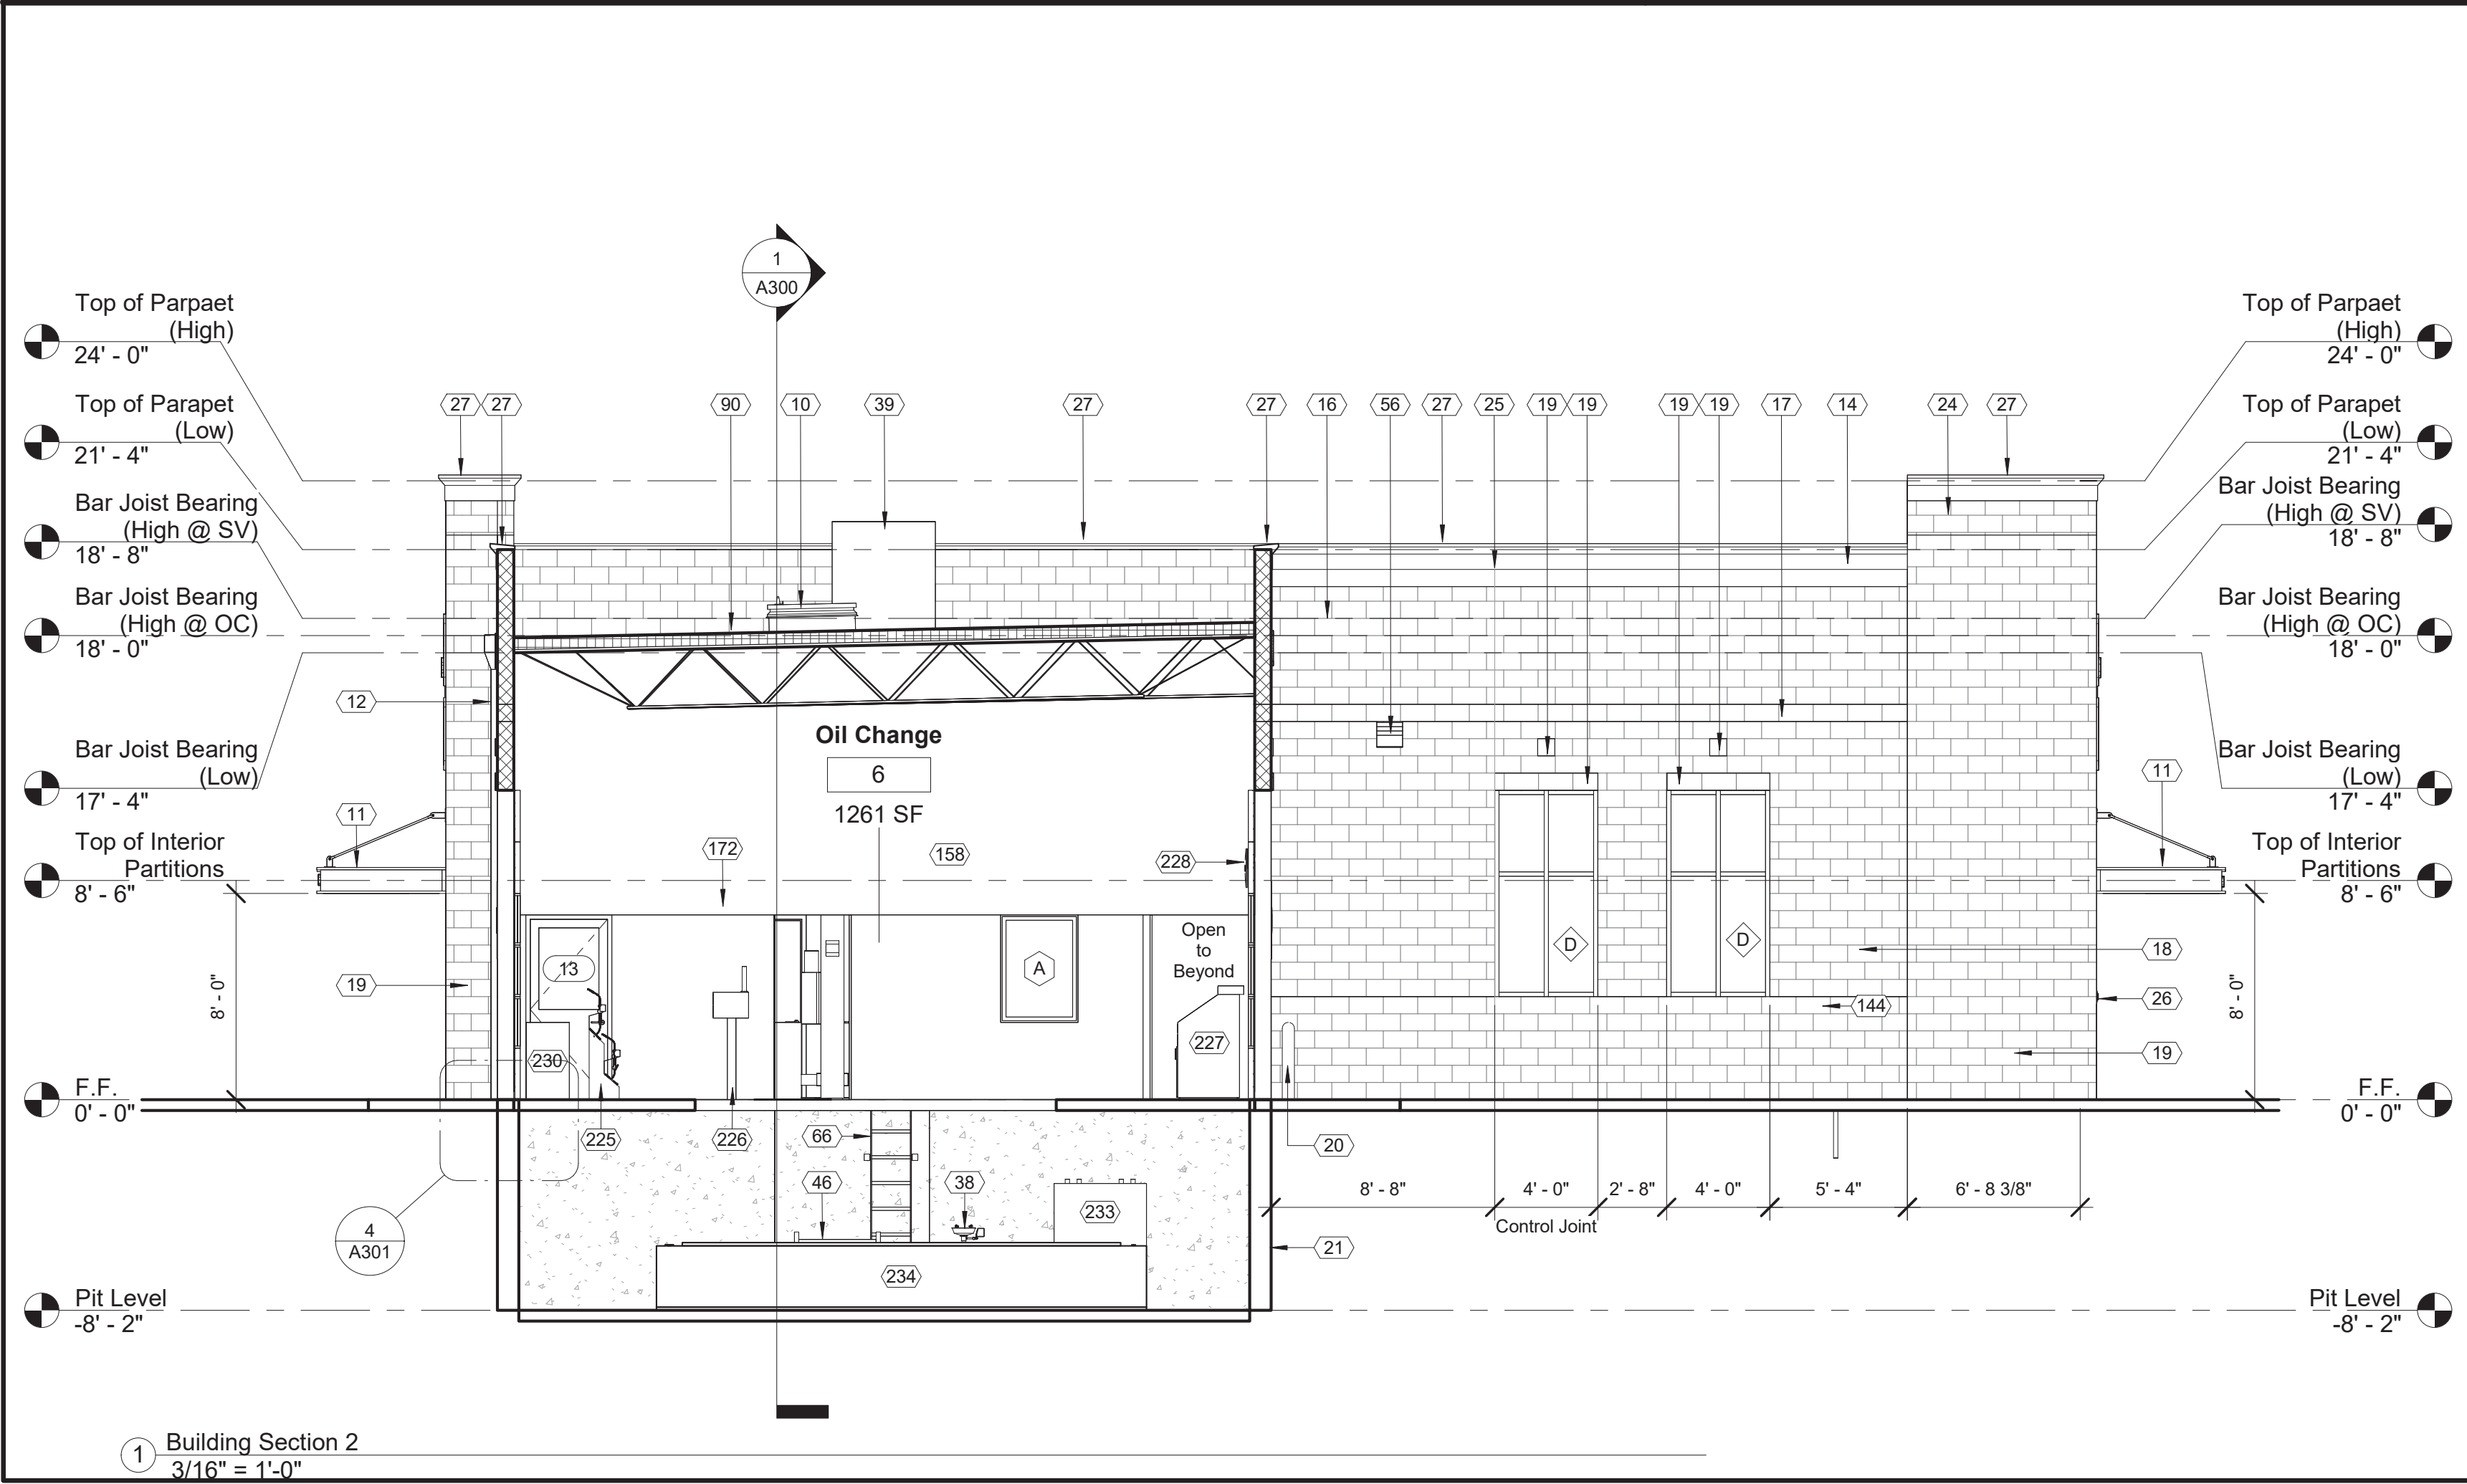 1
A300
Top of Parpaet
(High)
24' - 0"
Top of Parapet
(Low)
21' - 4"
Bar Joist Bearing
(High @ SV)
18' - 8"
Bar Joist Bearing
(High @ OC)
18' - 0"
Bar Joist Bearing
(Low)
17' - 4"
Top of Interior
Partitions
8' - 6"
F.F.
0' - 0"
Pit Level
-8' - 2"
27 27 90 10 39 27 27 16 56 27 25 19 19 19 19 17 14 24 27
12
11
19
8' - 0"
Oil Change
6
1261 SF
172
158
228
13
A
Open
to
Beyond
230
227
225
226
66
46
38
233
234
4
A301
D
D
18
144
26
19
11
20
21
8' - 8"
4' - 0"
2' - 8"
4' - 0"
5' - 4"
6' - 8 3/8"
Control Joint
8' - 0"
Top of Parpaet
(High)
24' - 0"
Top of Parapet
(Low)
21' - 4"
Bar Joist Bearing
(High @ SV)
18' - 8"
Bar Joist Bearing
(High @ OC)
18' - 0"
Bar Joist Bearing
(Low)
17' - 4"
Top of Interior
Partitions
8' - 6"
F.F.
0' - 0"
Pit Level
-8' - 2"
1
Building Section 2
3/16" = 1'-0"